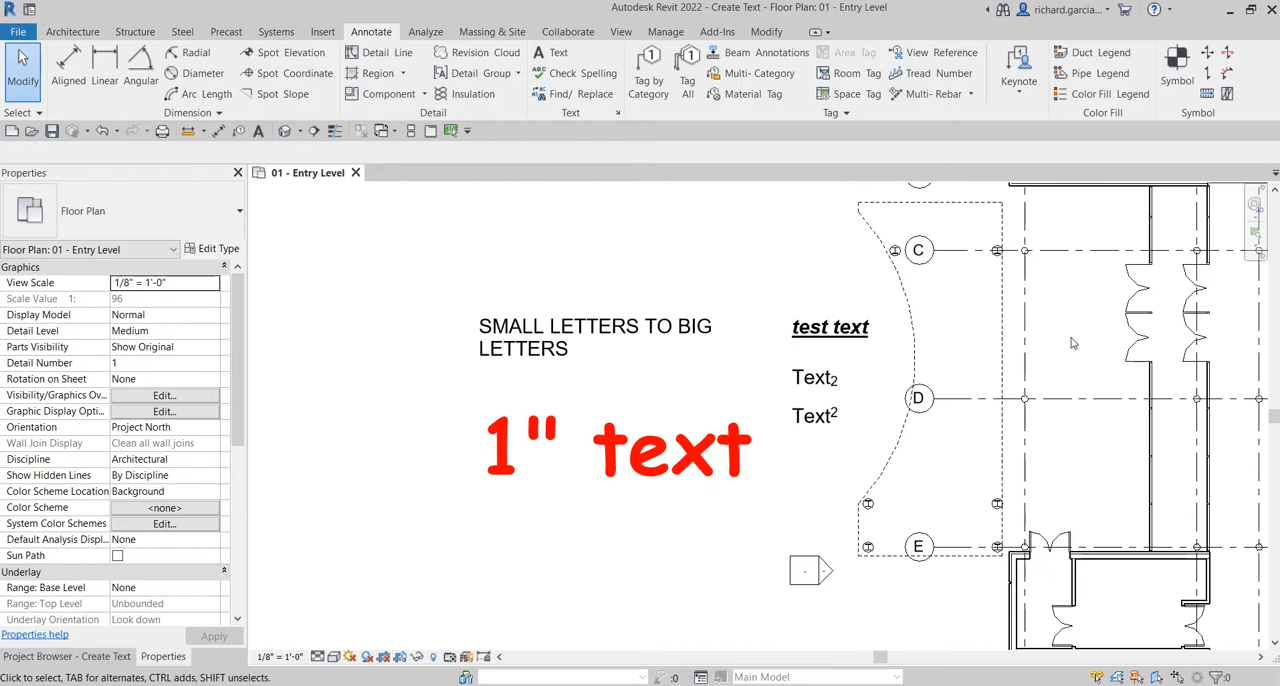 Autodesk Revit 2022 - Create Text - Floor Plan: 01 - Entry Level
richard.garcia...
File Architecture Structure Steel Precast Systems Insert Annotate Analyze Massing & Site Collaborate View Manage Add-Ins Modify
Radial Spot Elevation Detail Line Revision Cloud Text Beam Annotations Area Tag View Reference Duct Legend
Modify Aligned Linear Angular Diameter Spot Coordinate Region Detail Group Check Spelling Tag by Category Tag All Multi- Category Room Tag Tread Number Keynote Pipe Legend Symbol
Arc Length Spot Slope Component Insulation Find/ Replace Material Tag Space Tag Multi- Rebar Color Fill Legend
Select Dimension Detail Text Tag Color Fill Symbol
Properties
01 - Entry Level
Floor Plan
Floor Plan: 01 - Entry Level Edit Type
Graphics
View Scale 1/8" = 1'-0"
Scale Value 1: 96
Display Model Normal
Detail Level Medium
Parts Visibility Show Original
Detail Number 1
Rotation on Sheet None
Visibility/Graphics Ov... Edit...
Graphic Display Opti... Edit...
Orientation Project North
Wall Join Display Clean all wall joins
Discipline Architectural
Show Hidden Lines By Discipline
Color Scheme Location Background
Color Scheme <none>
System Color Schemes Edit...
Default Analysis Displ... None
Sun Path
Underlay
Range: Base Level None
Range: Top Level Unbounded
Underlay Orientation Look down
Properties help Apply
Project Browser - Create Text Properties
SMALL LETTERS TO BIG
LETTERS
1" text
test text
Text₂
Text²
C
D
E
1/8" = 1'-0"
Click to select, TAB for alternates, CTRL adds, SHIFT unselects.
:0
Main Model
:0